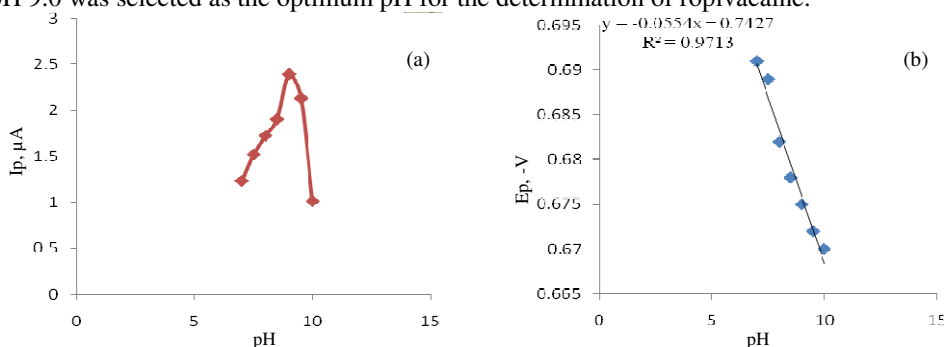 pH 9.0 was selected as the optimum pH for the determination of ropivacaine.
3
2.5
2
1.5
1
0.5
0
0
5
10
15
Ip, µA
pH
(a)
0.695
0.69
0.685
0.68
0.675
0.67
0.665
0
5
10
15
Ep, -V
pH
y = -0.0554x - 0.7427
R² = 0.9713
(b)